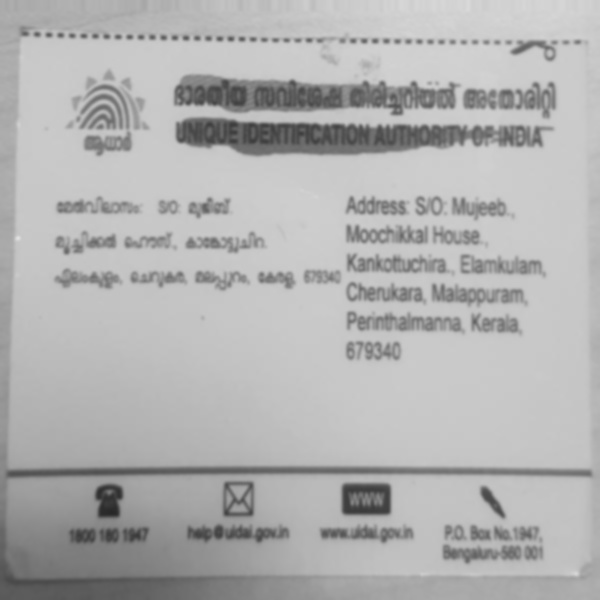 ഭാരതീയ സവിശേഷ തിരിച്ചറിയൽ അതോരിറ്റി
UNIQUE IDENTIFICATION AUTHORITY OF INDIA
ആധാർ
മേൽവിലാസം: S/O: മുജീബ്.
മൂച്ചിക്കൽ ഹൌസ്., കാങ്കോട്ടുചിറ.
ഏലംകുളം, ചെറുകര, മലപ്പുറം, കേരള, 679340
Address: S/O: Mujeeb.,
Moochikkal House.,
Kankottuchira., Elamkulam,
Cherukara, Malappuram,
Perinthalmanna, Kerala,
679340
1800 180 1947
help@uidai.gov.in
WWW
www.uidai.gov.in
P.O. Box No.1947,
Bengaluru-560 001